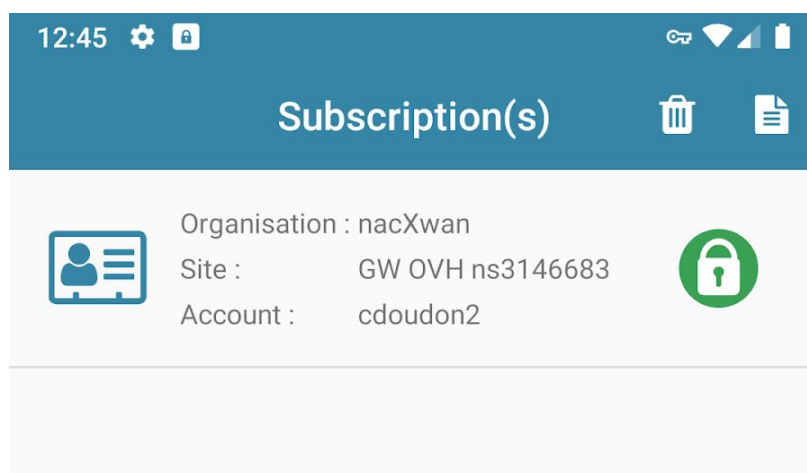 12:45
Subscription(s)
Organisation : nacXwan
Site : GW OVH ns3146683
Account : cdoudon2